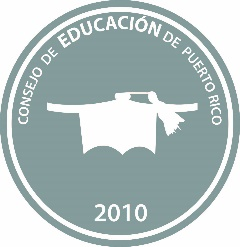 CONSEJO DE EDUCACIÓN DE PUERTO RICO
2010